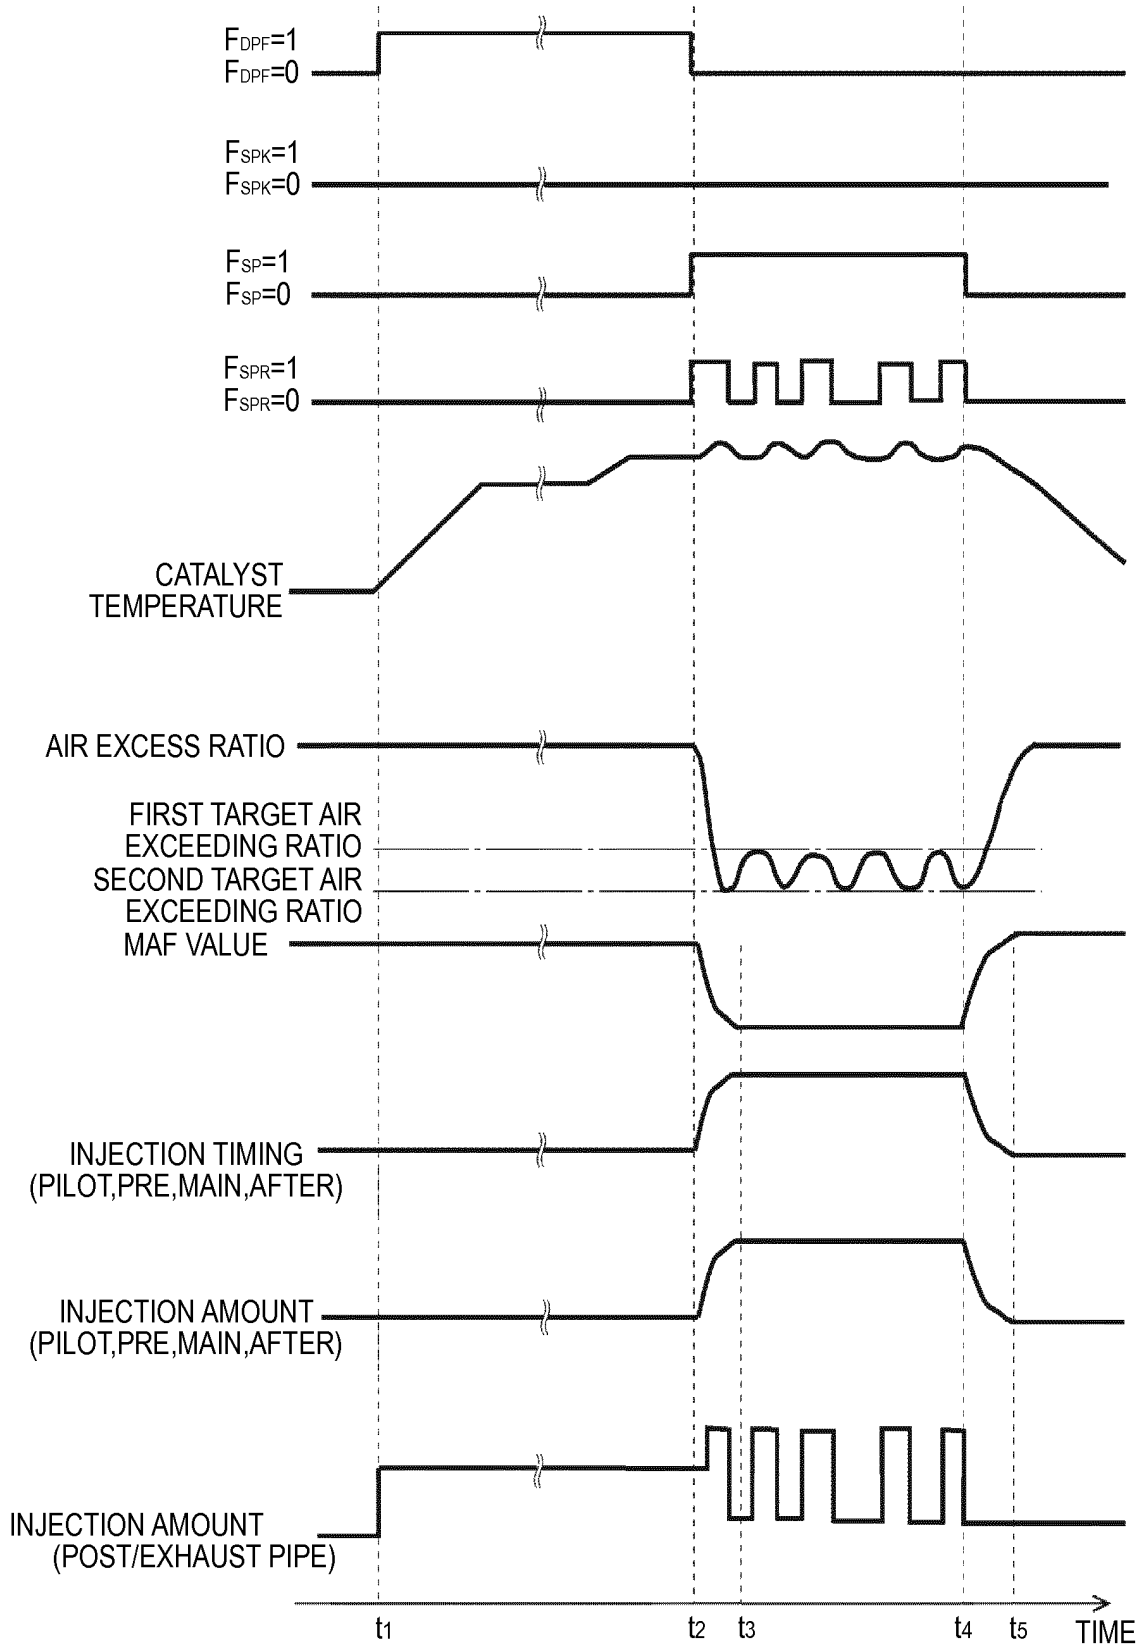 FDPF=1
FDPF=0
FSPK=1
FSPK=0
FSP=1
FSP=0
FSPR=1
FSPR=0
CATALYST
TEMPERATURE
AIR EXCESS RATIO
FIRST TARGET AIR
EXCEEDING RATIO
SECOND TARGET AIR
EXCEEDING RATIO
MAF VALUE
INJECTION TIMING
(PILOT,PRE,MAIN,AFTER)
INJECTION AMOUNT
(PILOT,PRE,MAIN,AFTER)
INJECTION AMOUNT
(POST/EXHAUST PIPE)
t1 t2 t3 t4 t5 TIME